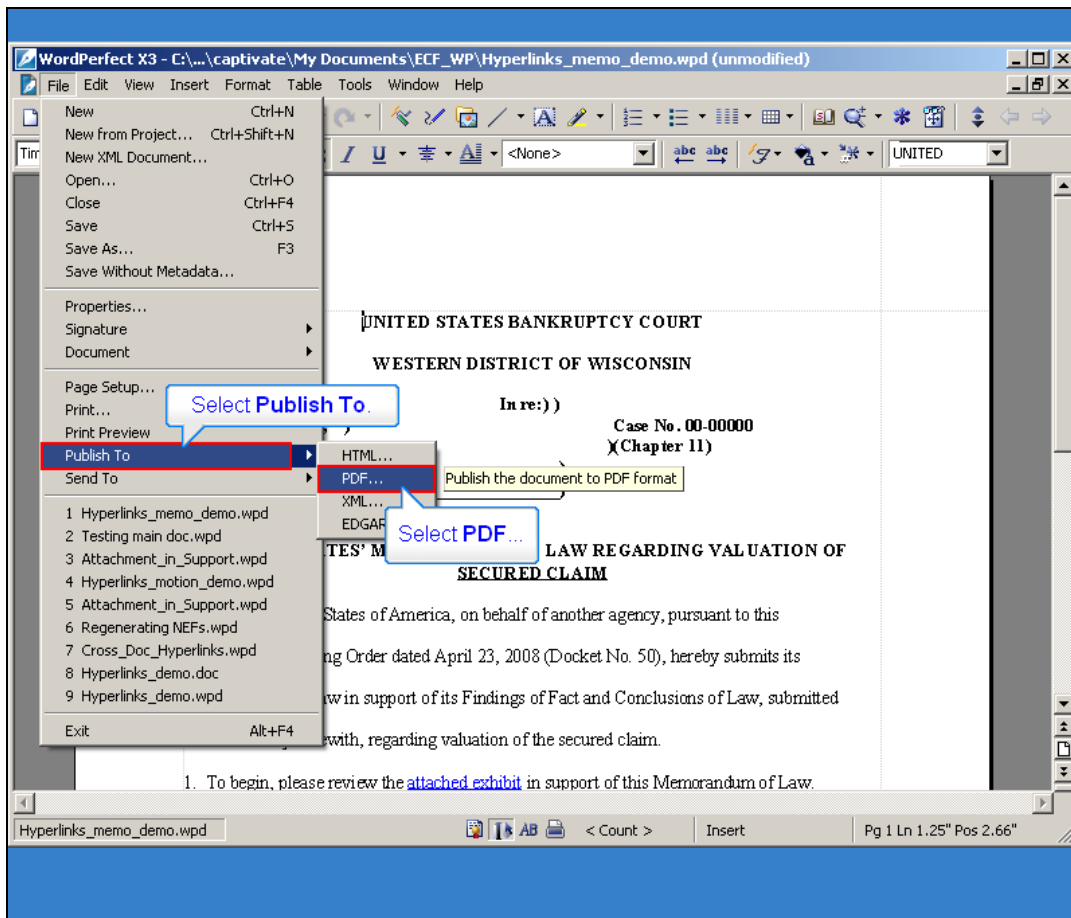 WordPerfect X3 - C:\...\captivate\My Documents\ECF_WP\Hyperlinks_memo_demo.wpd (unmodified)
File Edit View Insert Format Table Tools Window Help
New Ctrl+N
New from Project... Ctrl+Shift+N
New XML Document...
Open... Ctrl+O
Close Ctrl+F4
Save Ctrl+S
Save As... F3
Save Without Metadata...
Properties...
Signature
Document
Page Setup...
Print...
Print Preview
Publish To
Send To
1 Hyperlinks_memo_demo.wpd
2 Testing main doc.wpd
3 Attachment_in_Support.wpd
4 Hyperlinks_motion_demo.wpd
5 Attachment_in_Support.wpd
6 Regenerating NEFs.wpd
7 Cross_Doc_Hyperlinks.wpd
8 Hyperlinks_demo.doc
9 Hyperlinks_demo.wpd
Exit Alt+F4
Select Publish To.
HTML...
PDF...
XML...
EDGAR
Publish the document to PDF format
Select PDF...
<None>
abc abc
UNITED
UNITED STATES BANKRUPTCY COURT
WESTERN DISTRICT OF WISCONSIN
In re:) )
Case No. 00-00000
)(Chapter 11)
LAW REGARDING VALUATION OF
SECURED CLAIM
States of America, on behalf of another agency, pursuant to this
Order dated April 23, 2008 (Docket No. 50), hereby submits its
in support of its Findings of Fact and Conclusions of Law, submitted
regarding valuation of the secured claim.
1. To begin, please review the attached exhibit in support of this Memorandum of Law.
Hyperlinks_memo_demo.wpd
AB
< Count >
Insert
Pg 1 Ln 1.25" Pos 2.66"